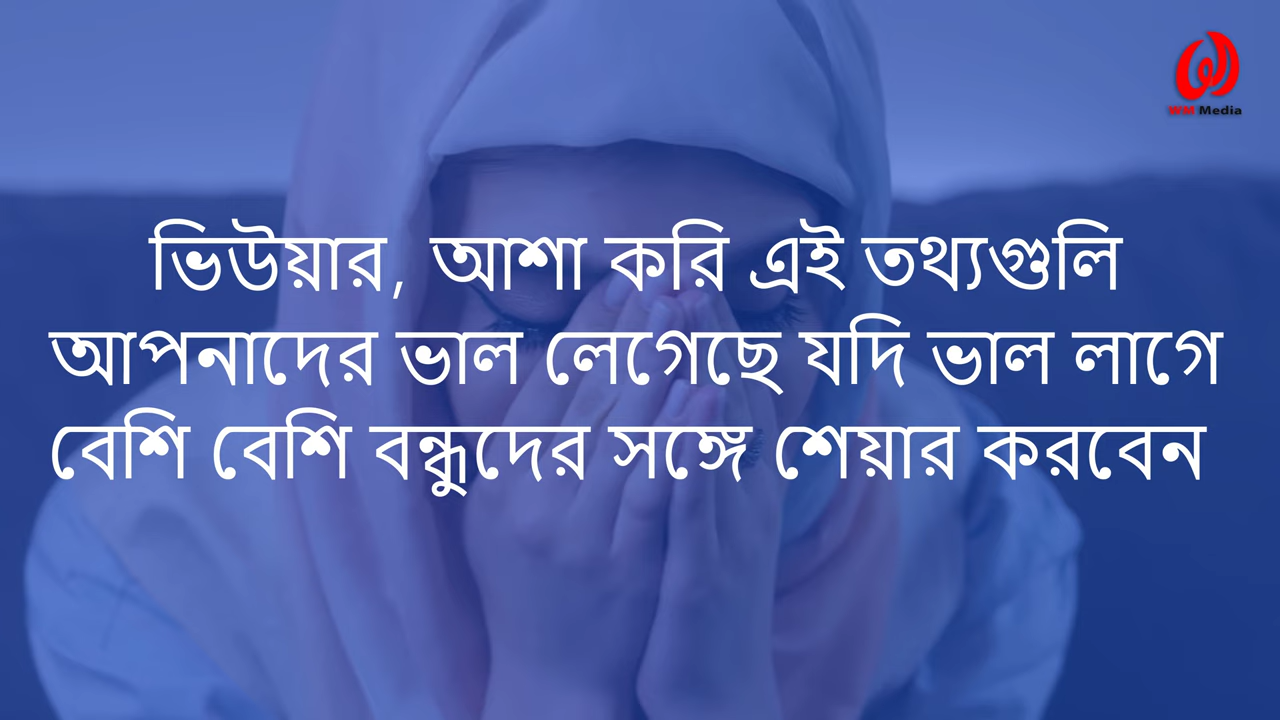 WM Media
ভিউয়ার, আশা করি এই তথ্যগুলি
আপনাদের ভাল লেগেছে যদি ভাল লাগে
বেশি বেশি বন্ধুদের সঙ্গে শেয়ার করবেন